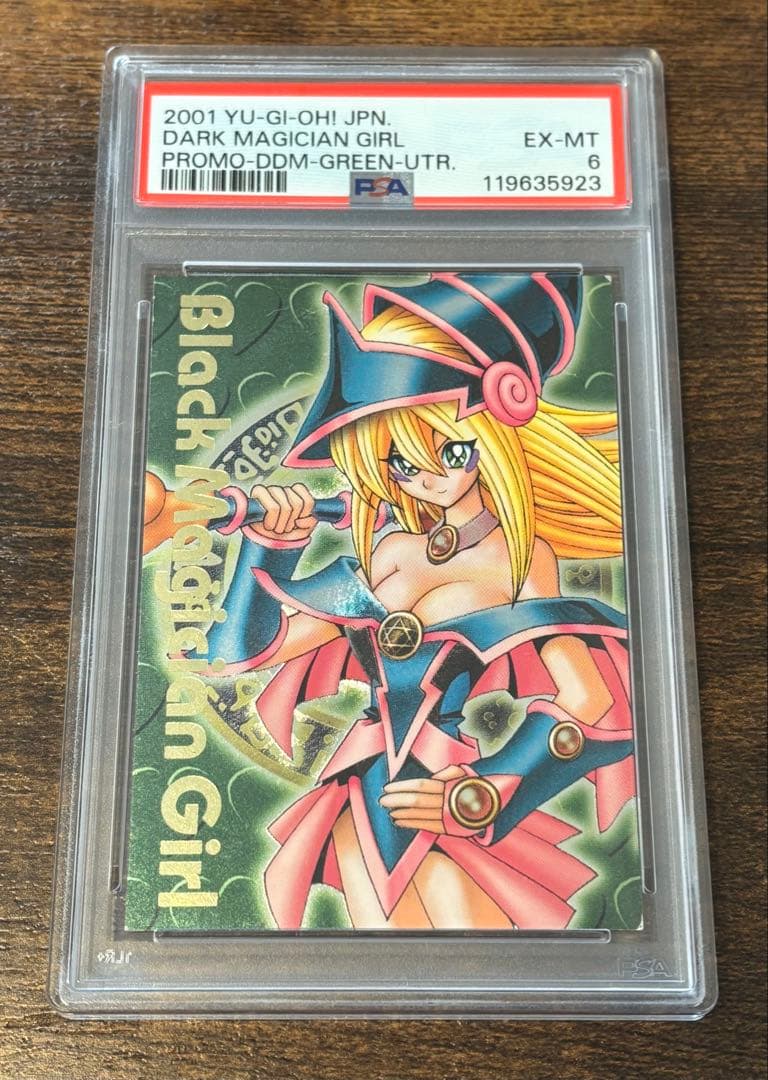 2001 YU-GI-OH! JPN.
DARK MAGICIAN GIRL EX-MT
PROMO-DDM-GREEN-UTR. 6
PSA 119635923
Black Magician Girl
PSA